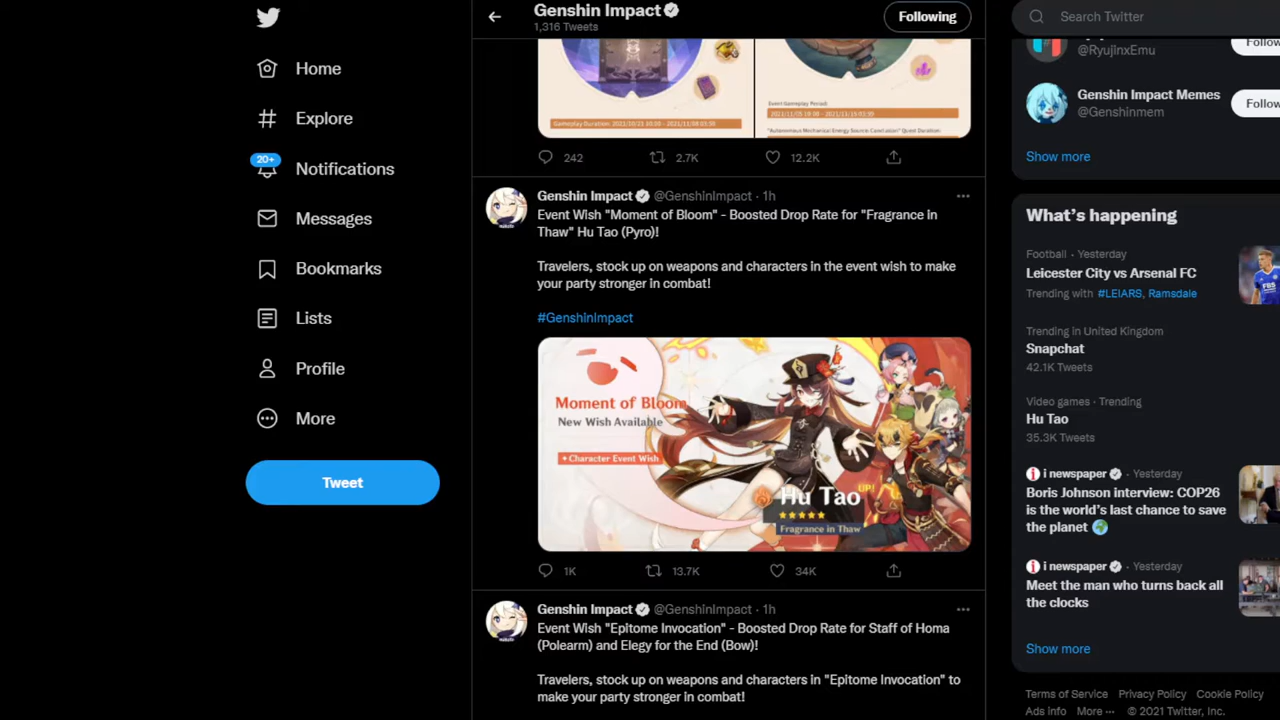 Home
Explore
20+
Notifications
Messages
Bookmarks
Lists
Profile
More
Tweet
Genshin Impact
1,316 Tweets
Following
Gameplay Duration:
Event Gameplay Period:
242
2.7K
12.2K
Genshin Impact @GenshinImpact · 1h
Event Wish "Moment of Bloom" - Boosted Drop Rate for "Fragrance in
Thaw" Hu Tao (Pyro)!
Travelers, stock up on weapons and characters in the event wish to make
your party stronger in combat!
#GenshinImpact
Moment of Bloom
New Wish Available
Character Event Wish
UP!
Hu Tao
Fragrance in Thaw
1K
13.7K
34K
Genshin Impact @GenshinImpact · 1h
Event Wish "Epitome Invocation" - Boosted Drop Rate for Staff of Homa
(Polearm) and Elegy for the End (Bow)!
Travelers, stock up on weapons and characters in "Epitome Invocation" to
make your party stronger in combat!
Search Twitter
@RyujinxEmu
Follow
Genshin Impact Memes
@Genshinmem
Follow
Show more
What's happening
Football · Yesterday
Leicester City vs Arsenal FC
Trending with #LEIARS, Ramsdale
Trending in United Kingdom
Snapchat
42.1K Tweets
Video games · Trending
Hu Tao
35.3K Tweets
i newspaper · Yesterday
Boris Johnson interview: COP26
is the world's last chance to save
the planet
i newspaper · Yesterday
Meet the man who turns back all
the clocks
Show more
Terms of Service Privacy Policy Cookie Policy
Ads info More ··· © 2021 Twitter, Inc.